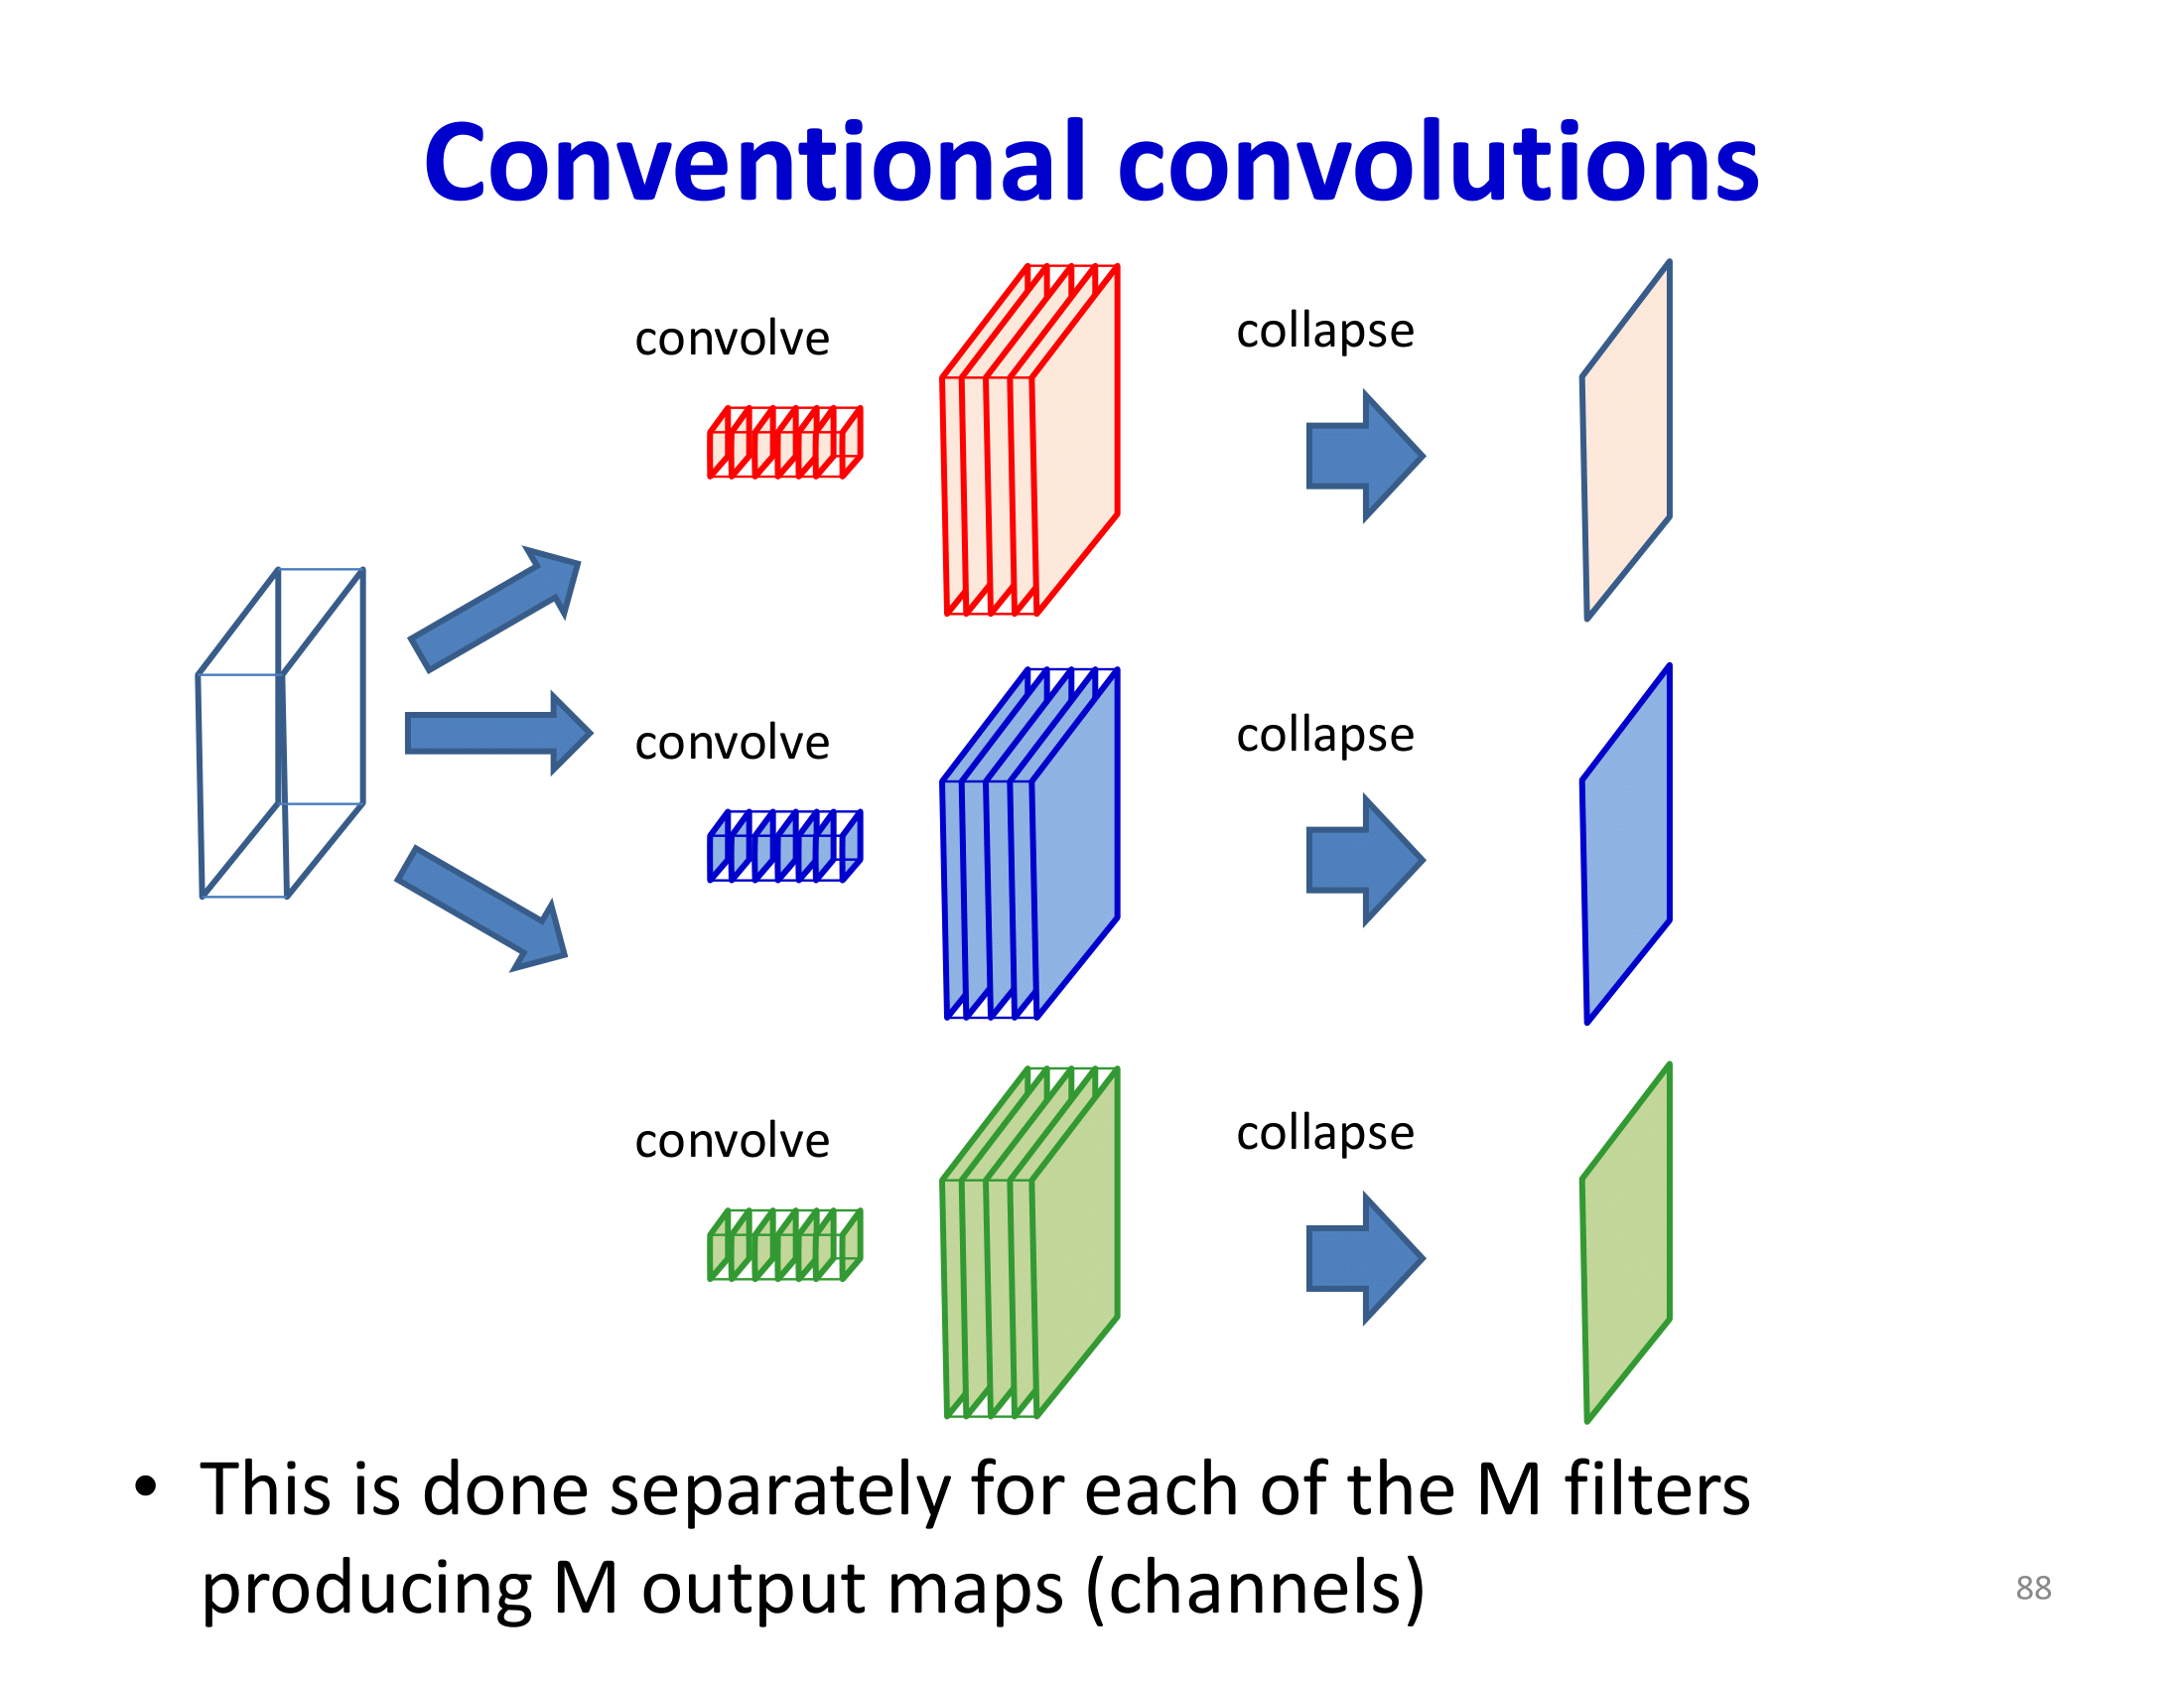 Conventional convolutions
convolve
collapse
convolve
collapse
convolve
collapse
• This is done separately for each of the M filters
producing M output maps (channels)
88